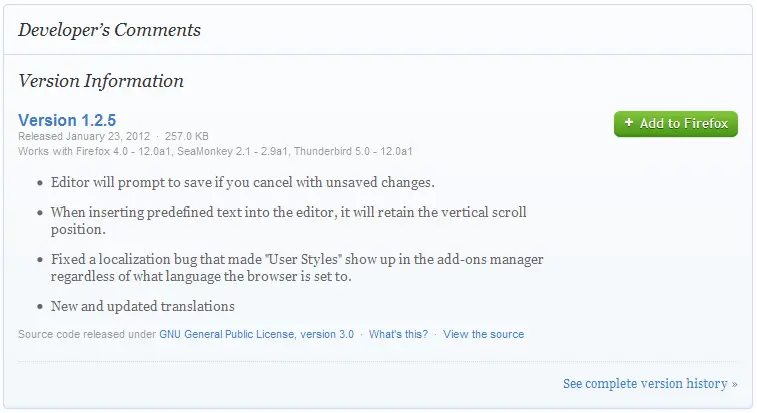 Developer’s Comments
Version Information
Version 1.2.5
+ Add to Firefox
Released January 23, 2012 · 257.0 KB
Works with Firefox 4.0 - 12.0a1, SeaMonkey 2.1 - 2.9a1, Thunderbird 5.0 - 12.0a1
• Editor will prompt to save if you cancel with unsaved changes.
• When inserting predefined text into the editor, it will retain the vertical scroll
position.
• Fixed a localization bug that made "User Styles" show up in the add-ons manager
regardless of what language the browser is set to.
• New and updated translations
Source code released under GNU General Public License, version 3.0 · What's this? · View the source
See complete version history »